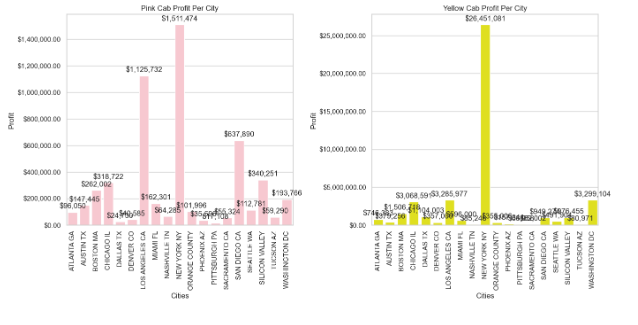 Pink Cab Profit Per City
$1,511,474
$1,400,000.00
$1,200,000.00
$1,125,732
$1,000,000.00
$800,000.00
$637,890
$600,000.00
$400,000.00
$318,722
$340,251
$262,002
$200,000.00
$147,445
$162,301
$193,766
$101,996
$112,781
$96,050
$64,285
$55,324
$59,290
$0.00
Profit
ATLANTA GA
AUSTIN TX
BOSTON MA
CHICAGO IL
DALLAS TX
DENVER CO
LOS ANGELES CA
MIAMI FL
NASHVILLE TN
NEW YORK NY
ORANGE COUNTY
PHOENIX AZ
PITTSBURGH PA
SACRAMENTO CA
SAN DIEGO CA
SEATTLE WA
SILICON VALLEY
TUCSON AZ
WASHINGTON DC
Cities
Yellow Cab Profit Per City
$26,451,081
$25,000,000.00
$20,000,000.00
$15,000,000.00
$10,000,000.00
$5,000,000.00
$3,068,591
$3,285,977
$3,299,104
$0.00
Profit
ATLANTA GA
AUSTIN TX
BOSTON MA
CHICAGO IL
DALLAS TX
DENVER CO
LOS ANGELES CA
MIAMI FL
NASHVILLE TN
NEW YORK NY
ORANGE COUNTY
PHOENIX AZ
PITTSBURGH PA
SACRAMENTO CA
SAN DIEGO CA
SEATTLE WA
SILICON VALLEY
TUCSON AZ
WASHINGTON DC
Cities